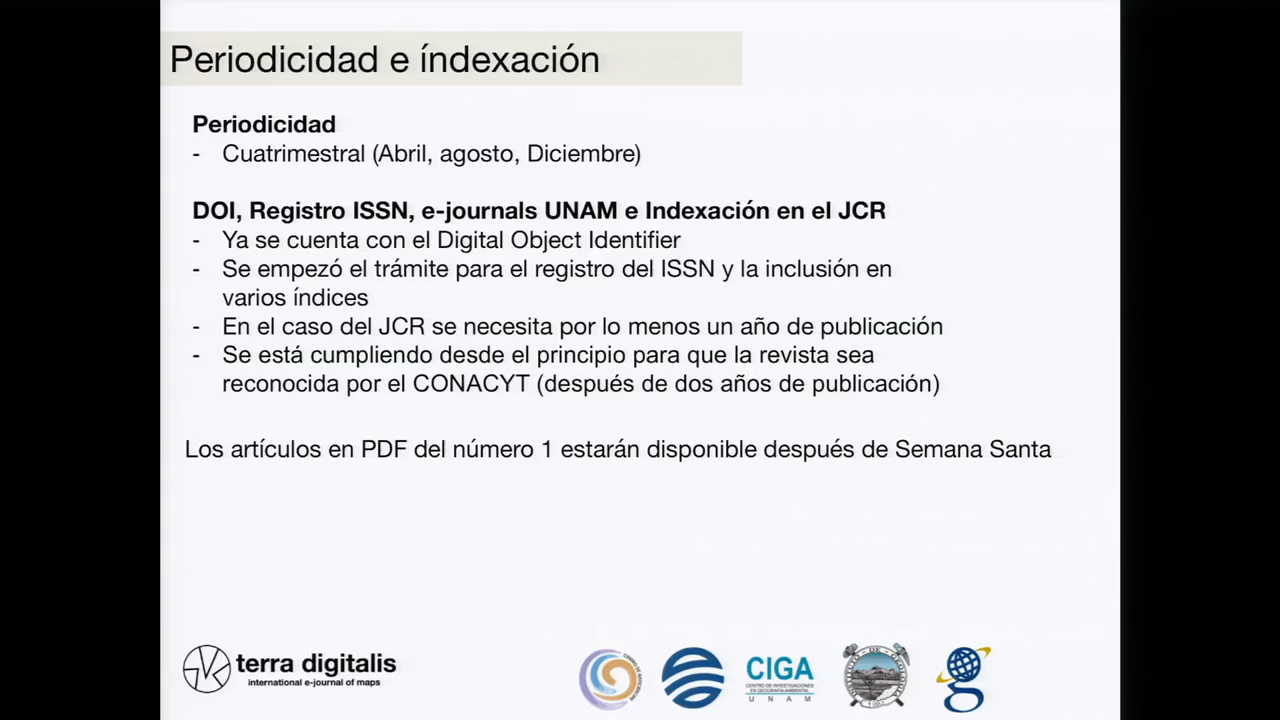 Periodicidad e índexación
Periodicidad
- Cuatrimestral (Abril, agosto, Diciembre)
DOI, Registro ISSN, e-journals UNAM e Indexación en el JCR
- Ya se cuenta con el Digital Object Identifier
- Se empezó el trámite para el registro del ISSN y la inclusión en
varios índices
- En el caso del JCR se necesita por lo menos un año de publicación
- Se está cumpliendo desde el principio para que la revista sea
reconocida por el CONACYT (después de dos años de publicación)
Los artículos en PDF del número 1 estarán disponible después de Semana Santa
terra digitalis
international e-journal of maps
CIGA
CENTRO DE INVESTIGACIONES
EN GEOGRAFÍA AMBIENTAL
UNAM